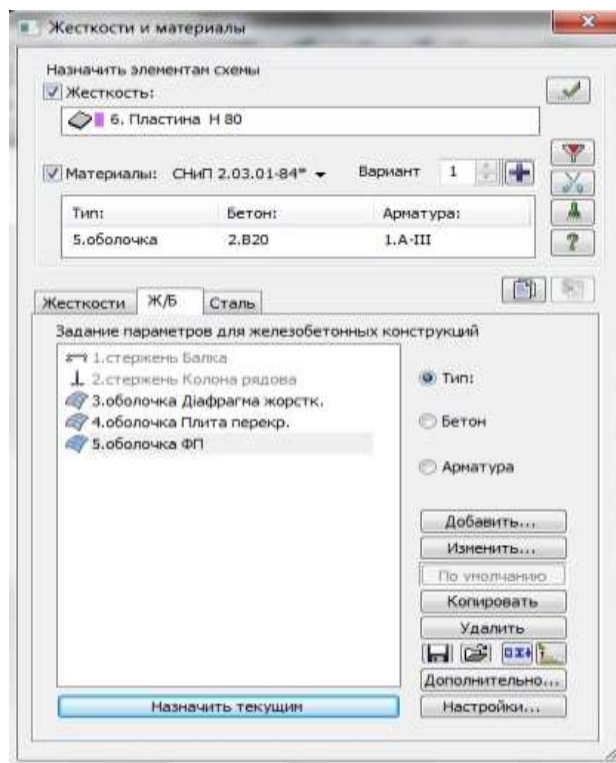 Жесткости и материалы
Назначить элементам схемы
Жесткость:
6. Пластина Н 80
Материалы: СНиП 2.03.01-84* Вариант 1
Тип: Бетон: Арматура:
5.оболочка 2.В20 1.А-III
Жесткости Ж/Б Сталь
Задание параметров для железобетонных конструкций
1.стержень Балка
2.стержень Колона рядова
3.оболочка Діафрагма жорстк.
4.оболочка Плита перекр.
5.оболочка ФП
Тип:
Бетон
Арматура
Добавить...
Изменить...
По умолчанию
Копировать
Удалить
Дополнительно...
Назначить текущим Настройки...